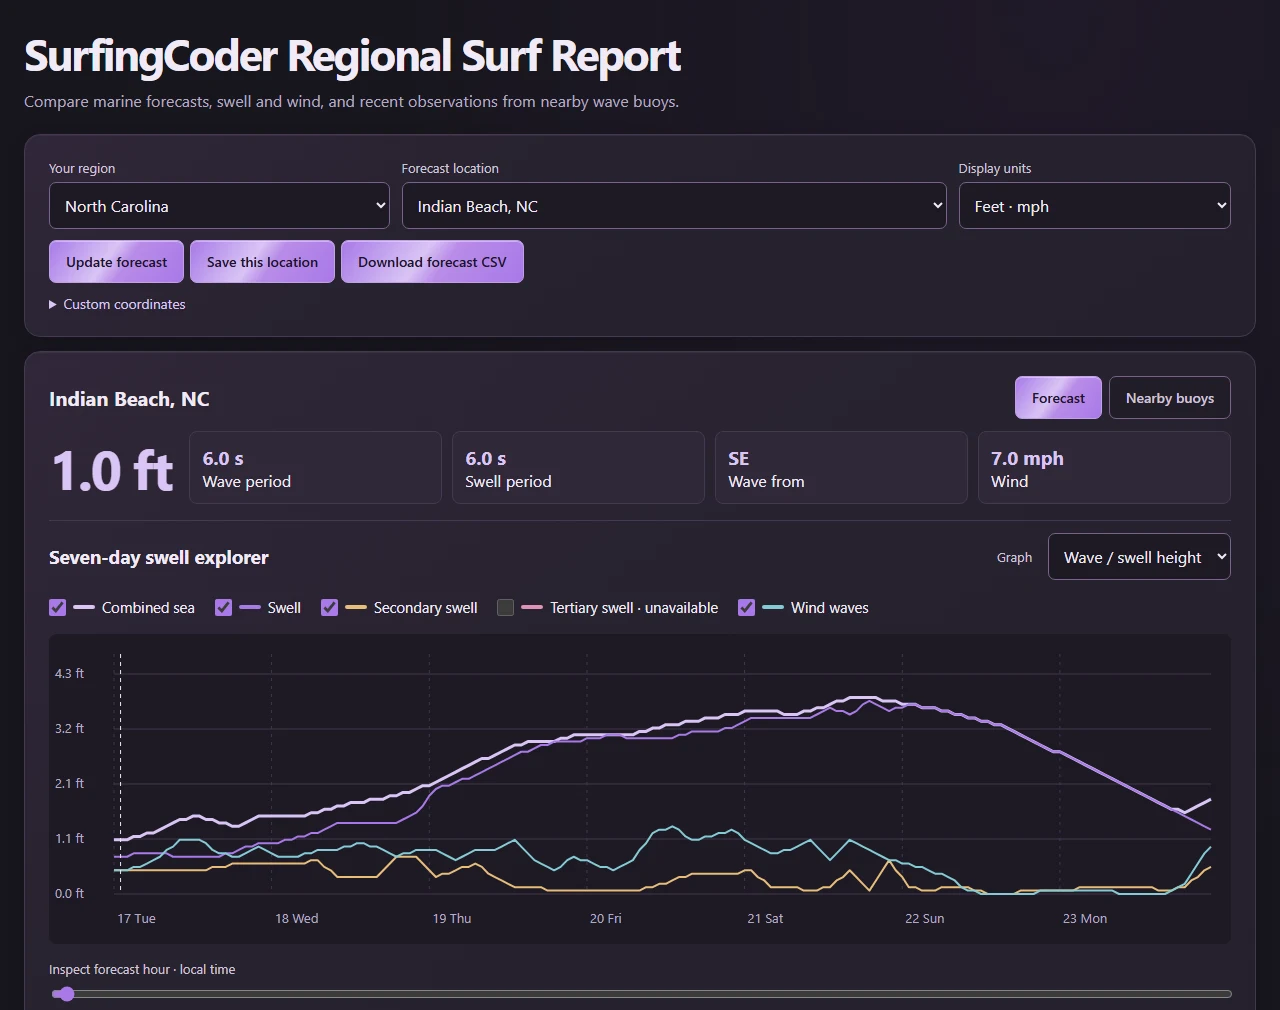 SurfingCoder Regional Surf Report
Compare marine forecasts, swell and wind, and recent observations from nearby wave buoys.
Your region
Forecast location
Display units
North Carolina
Indian Beach, NC
Feet · mph
Update forecast
Save this location
Download forecast CSV
Custom coordinates
Indian Beach, NC
Forecast
Nearby buoys
1.0 ft
6.0 s
Wave period
6.0 s
Swell period
SE
Wave from
7.0 mph
Wind
Seven-day swell explorer
Graph
Wave / swell height
Combined sea
Swell
Secondary swell
Tertiary swell · unavailable
Wind waves
4.3 ft
3.2 ft
2.1 ft
1.1 ft
0.0 ft
17 Tue
18 Wed
19 Thu
20 Fri
21 Sat
22 Sun
23 Mon
Inspect forecast hour · local time